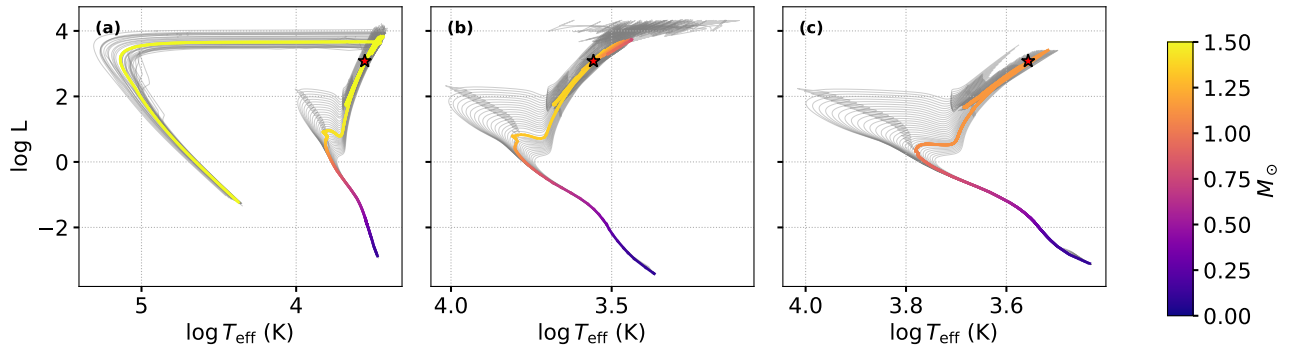 (a)
(b)
(c)
4
2
0
−2
log L
5
4
log Teff (K)
4.0
3.5
log Teff (K)
4.0
3.8
3.6
log Teff (K)
1.50
1.25
1.00
0.75
0.50
0.25
0.00
M⊙